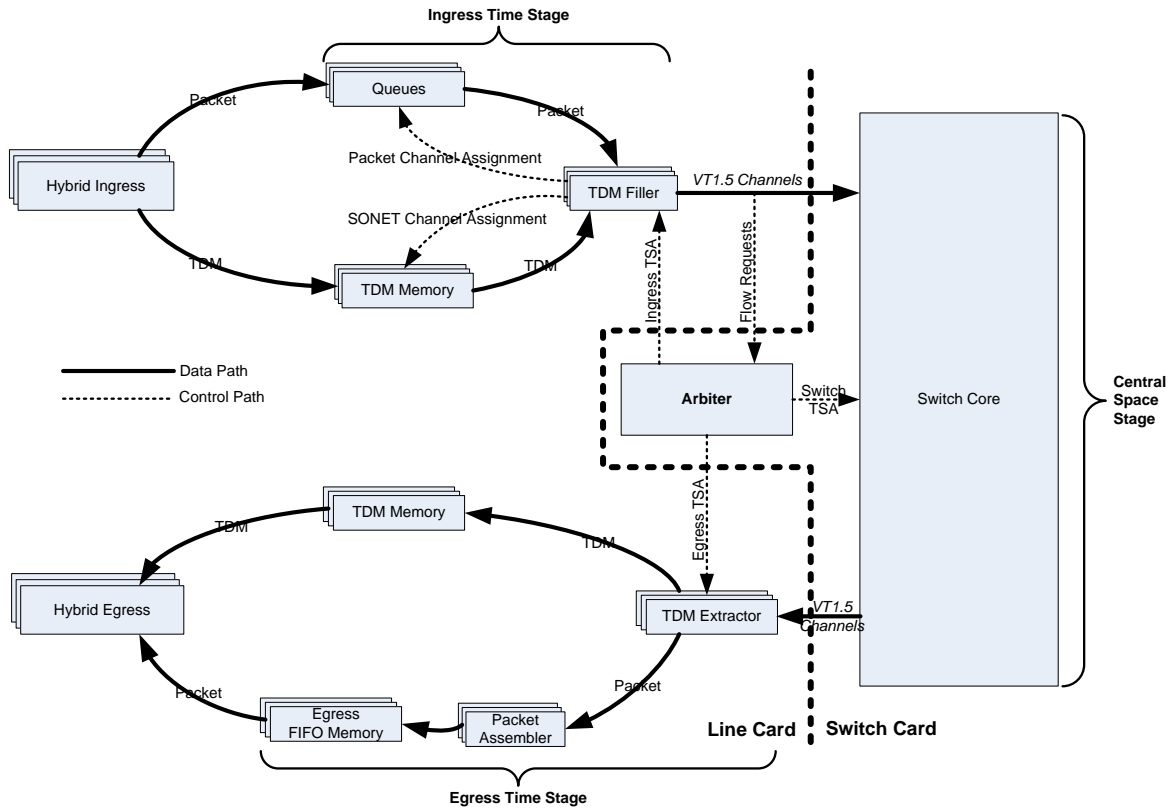 Ingress Time Stage
Queues
Packet
Packet
Packet Channel Assignment
Hybrid Ingress
TDM Filler
VT1.5 Channels
SONET Channel Assignment
TDM
TDM
TDM Memory
Ingress TSA
Flow Requests
Data Path
Control Path
Arbiter
Switch
TSA
Switch Core
Central
Space
Stage
TDM Memory
TDM
TDM
Egress TSA
Hybrid Egress
TDM Extractor
VT1.5
Channels
Packet
Packet
Egress
FIFO Memory
Packet
Assembler
Line Card
Switch Card
Egress Time Stage